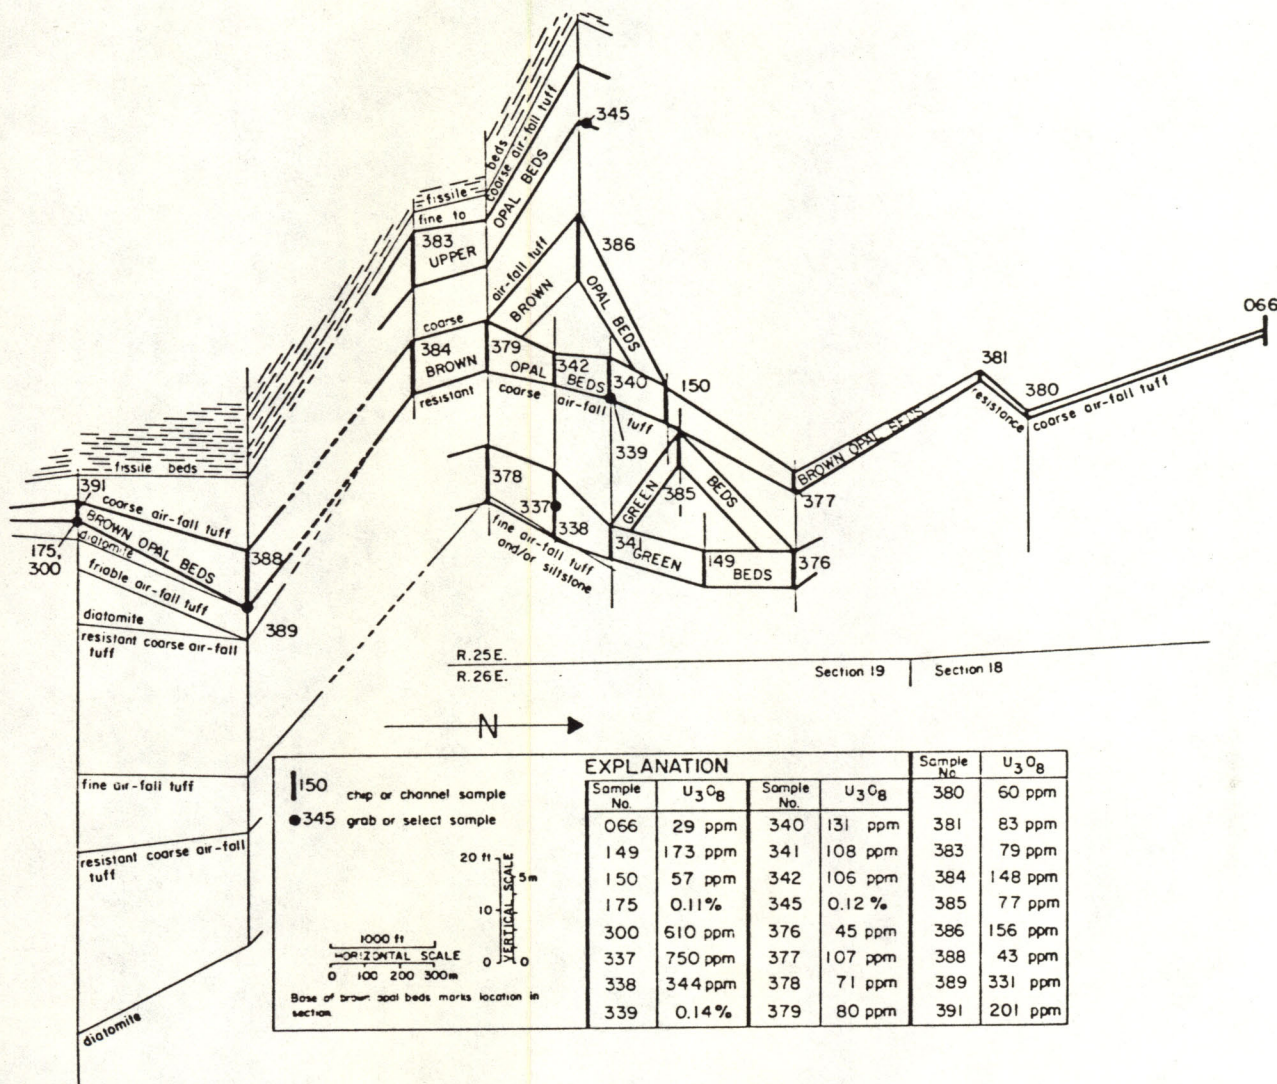 345
beds
coarse air-fall tuff
OPAL BEDS
fissile
fine to
383
UPPER
386
air-fall tuff
BROWN
OPAL BEDS
066
coarse
384
BROWN
379
OPAL
342
BEDS
340
150
381
380
resistant
coarse
air-fall
tuff
resistance
coarse air-fall tuff
339
BROWN OPAL BEDS
377
fissile beds
391
coarse air-fall tuff
BROWN OPAL BEDS
diatomite
175,
300
friable air-fall tuff
388
389
378
337
338
GREEN
385
BEDS
341
GREEN
149
BEDS
376
fine air-fall tuff
and/or siltstone
diatomite
resistant coarse air-fall
tuff
R.25E.
R.26E.
Section 19
Section 18
N
fine air-fall tuff
resistant coarse air-fall
tuff
diatomite
EXPLANATION
150 chip or channel sample
345 grab or select sample
20 ft
5m
10
0 0
VERTICAL SCALE
1000 ft
HORIZONTAL SCALE
0 100 200 300m
Base of brown opal beds marks location in
section
Sample No. U3O8 Sample No. U3O8 Sample No. U3O8
380 60 ppm
066 29 ppm 340 131 ppm 381 83 ppm
149 173 ppm 341 108 ppm 383 79 ppm
150 57 ppm 342 106 ppm 384 148 ppm
175 0.11% 345 0.12% 385 77 ppm
300 610 ppm 376 45 ppm 386 156 ppm
337 750 ppm 377 107 ppm 388 43 ppm
338 344 ppm 378 71 ppm 389 331 ppm
339 0.14% 379 80 ppm 391 201 ppm